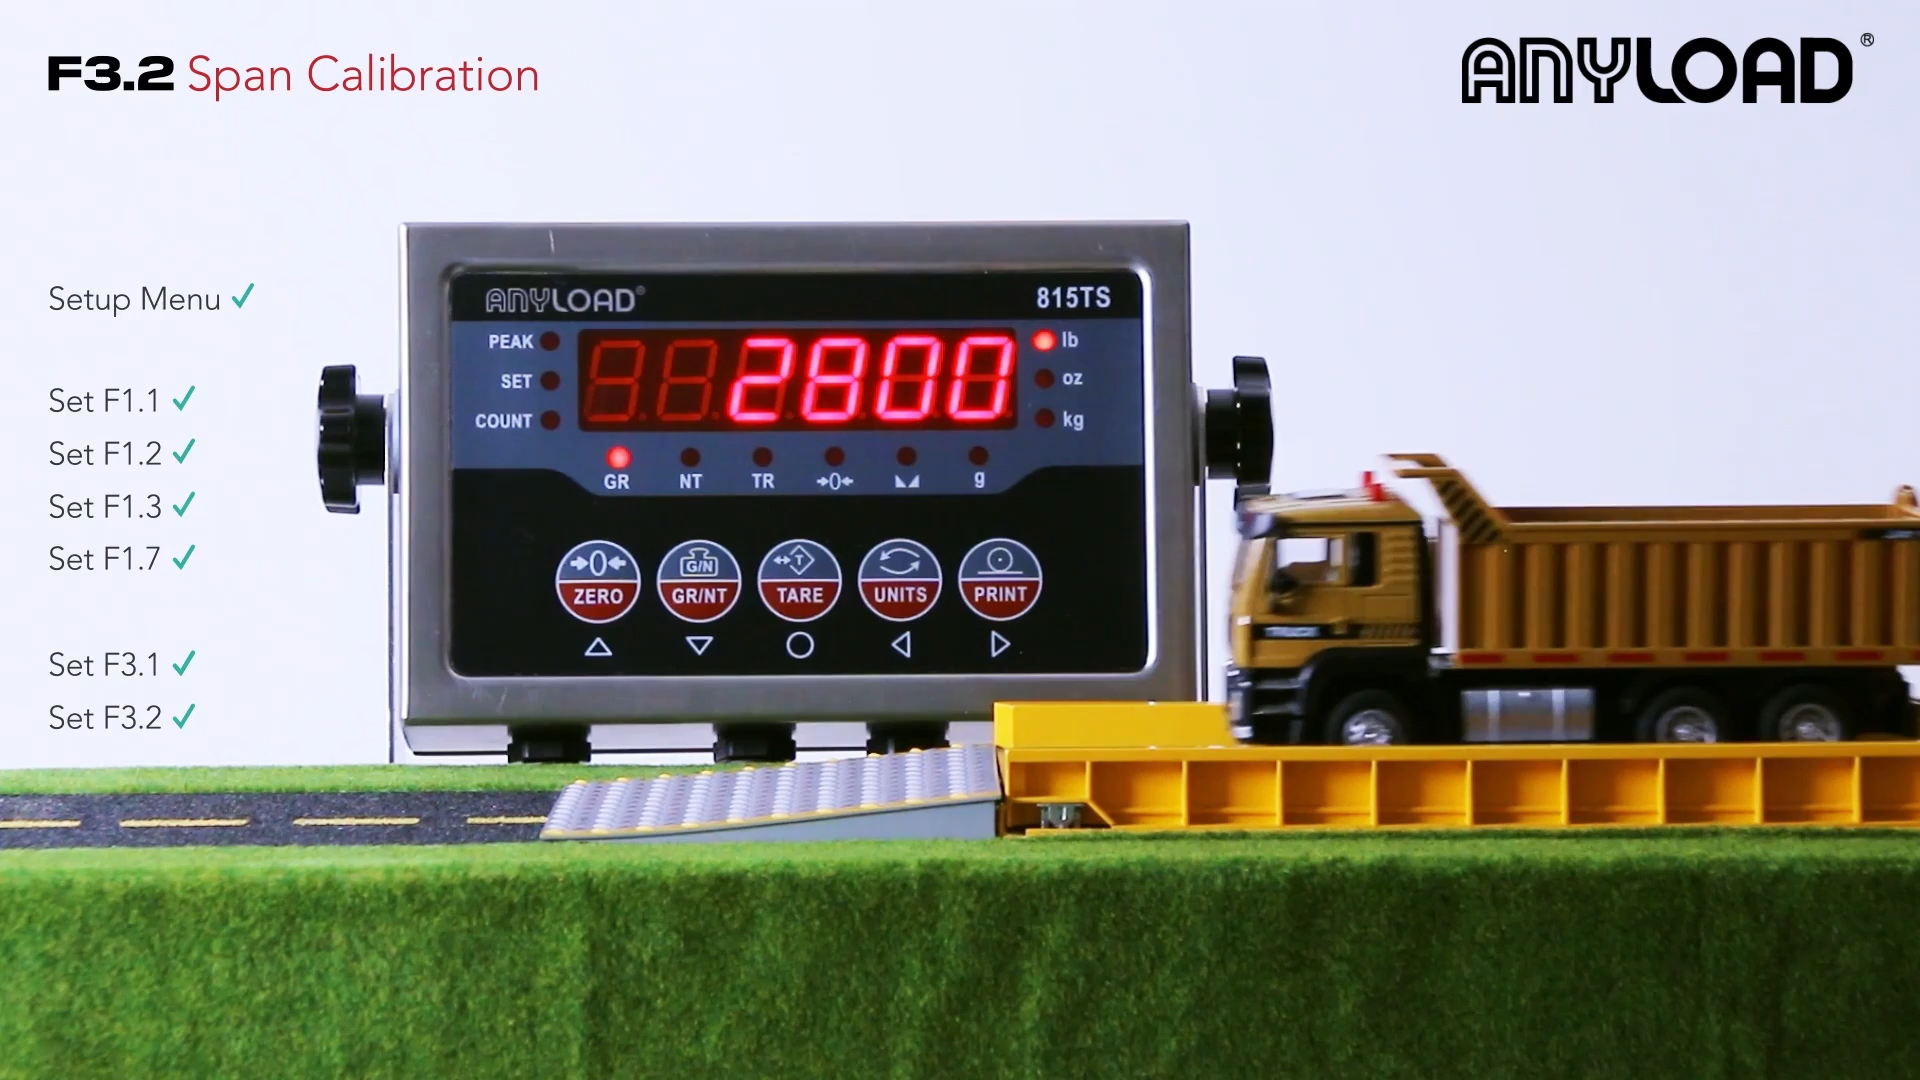 F3.2 Span Calibration
ANYLOAD®
Setup Menu
Set F1.1
Set F1.2
Set F1.3
Set F1.7
Set F3.1
Set F3.2
ANYLOAD®
815TS
PEAK
SET
COUNT
2800
lb
oz
kg
GR NT TR →0← g
→0← G/N T
ZERO GR/NT TARE UNITS PRINT
TRUCK